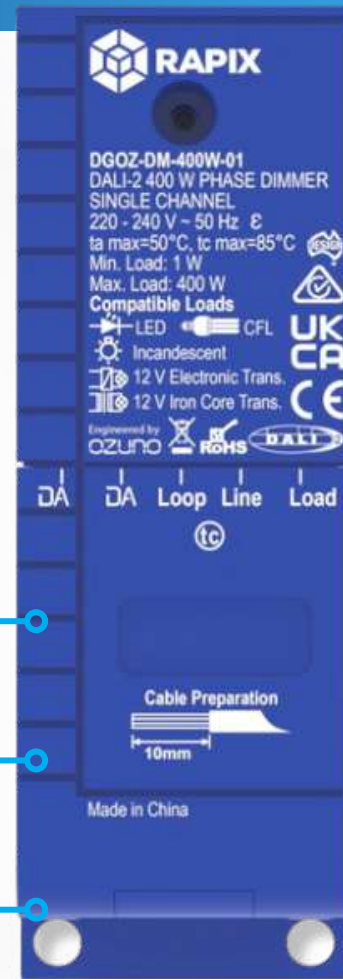 RAPIX
DGOZ-DM-400W-01
DALI-2 400 W PHASE DIMMER
SINGLE CHANNEL
220 - 240 V ~ 50 Hz Ɛ
ta max=50°C, tc max=85°C
DESIGN
Min. Load: 1 W
Max. Load: 400 W
Compatible Loads
LED CFL
UK
CA
Incandescent
12 V Electronic Trans.
12 V Iron Core Trans.
CE
Engineered by
OZUNO
RoHS
DALI 2
DA DA Loop Line Load
tc
Cable Preparation
10mm
Made in China